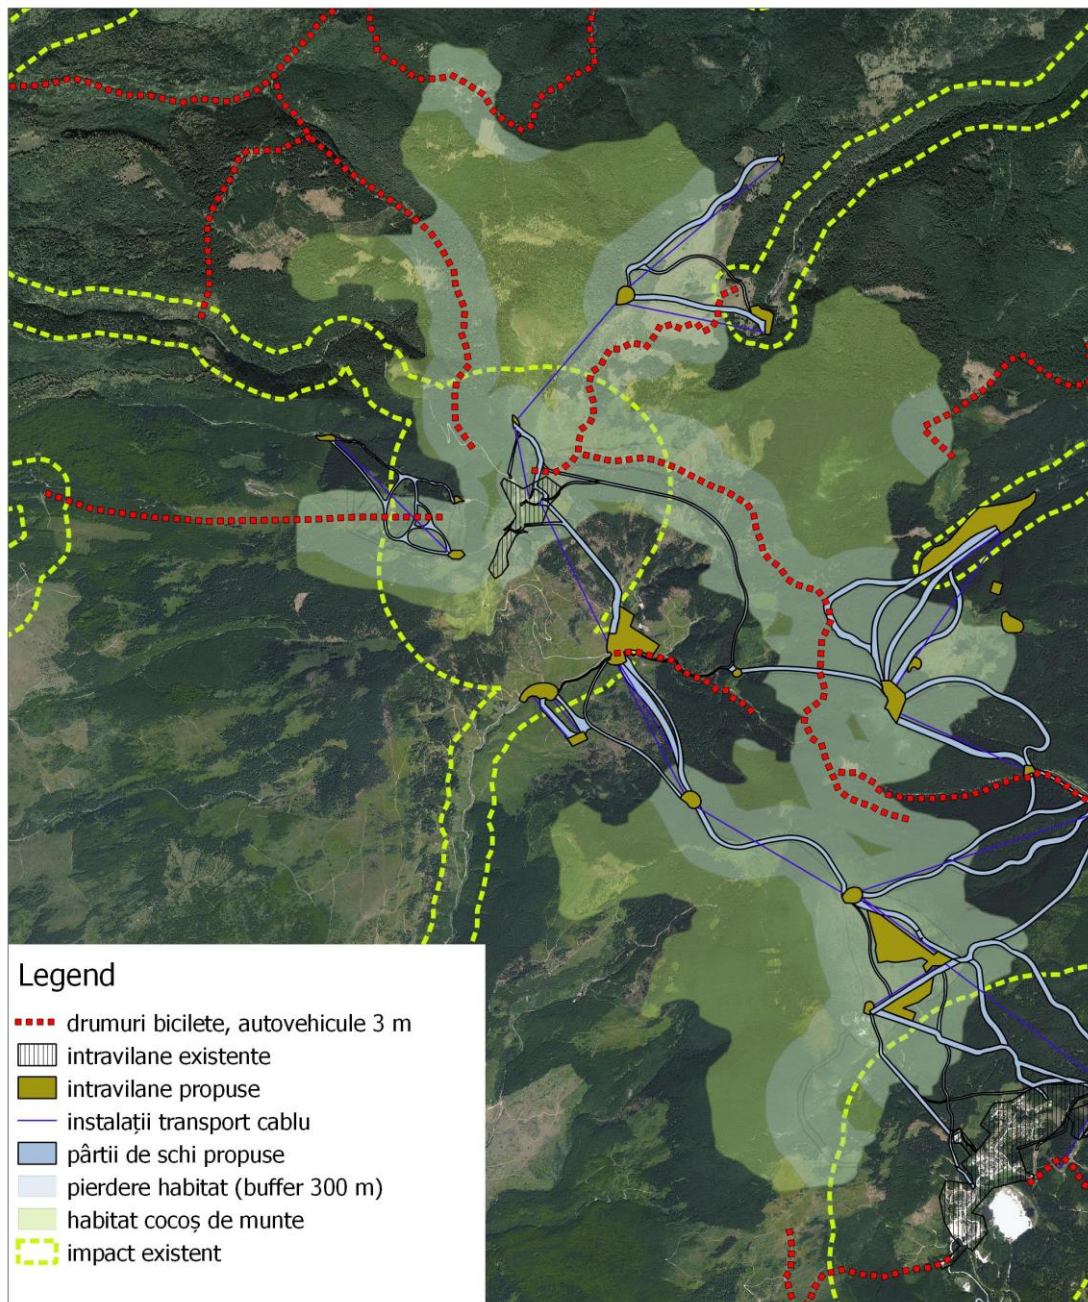 Legend
drumuri bicilete, autovehicule 3 m
intravilane existente
intravilane propuse
instalații transport cablu
pârtii de schi propuse
pierdere habitat (buffer 300 m)
habitat cocoș de munte
impact existent